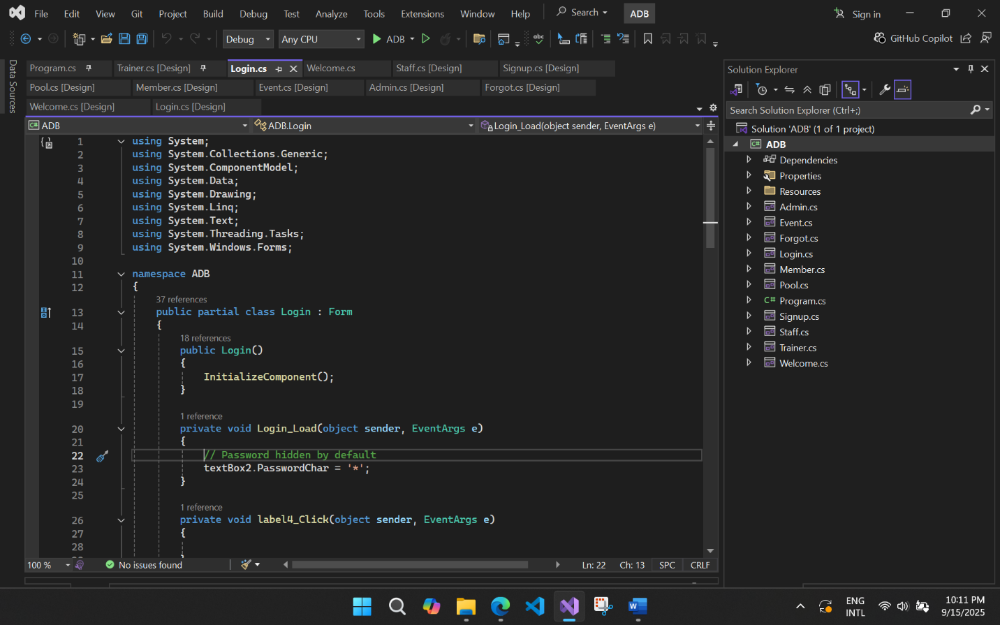 File Edit View Git Project Build Debug Test Analyze Tools Extensions Window Help Search ADB Sign in
Debug Any CPU ADB abc GitHub Copilot
Data Sources
Program.cs Trainer.cs [Design] Login.cs Welcome.cs Staff.cs [Design] Signup.cs [Design]
Pool.cs [Design] Member.cs [Design] Event.cs [Design] Admin.cs [Design] Forgot.cs [Design]
Welcome.cs [Design] Login.cs [Design]
C# ADB ADB.Login Login_Load(object sender, EventArgs e)
1 using System;
2 using System.Collections.Generic;
3 using System.ComponentModel;
4 using System.Data;
5 using System.Drawing;
6 using System.Linq;
7 using System.Text;
8 using System.Threading.Tasks;
9 using System.Windows.Forms;
10
11 namespace ADB
12 {
37 references
13 public partial class Login : Form
14 {
18 references
15 public Login()
16 {
17 InitializeComponent();
18 }
19
1 reference
20 private void Login_Load(object sender, EventArgs e)
21 {
22 // Password hidden by default
23 textBox2.PasswordChar = '*';
24 }
25
1 reference
26 private void label4_Click(object sender, EventArgs e)
27 {
28
100 % No issues found Ln: 22 Ch: 13 SPC CRLF
Solution Explorer
Search Solution Explorer (Ctrl+;)
Solution 'ADB' (1 of 1 project)
C# ADB
Dependencies
Properties
Resources
Admin.cs
Event.cs
Forgot.cs
Login.cs
Member.cs
Pool.cs
C# Program.cs
Signup.cs
Staff.cs
Trainer.cs
Welcome.cs
ENG
INTL
10:11 PM
9/15/2025